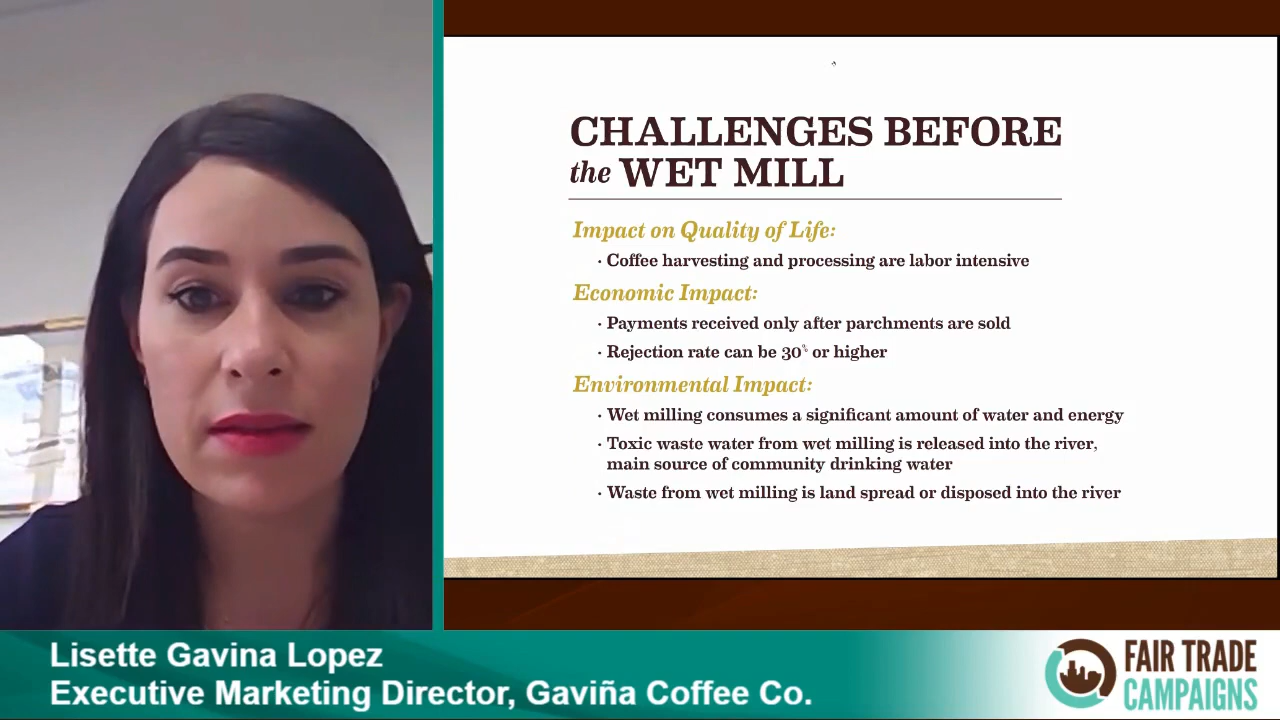 CHALLENGES BEFORE
the WET MILL
Impact on Quality of Life:
· Coffee harvesting and processing are labor intensive
Economic Impact:
· Payments received only after parchments are sold
· Rejection rate can be 30% or higher
Environmental Impact:
· Wet milling consumes a significant amount of water and energy
· Toxic waste water from wet milling is released into the river,
main source of community drinking water
· Waste from wet milling is land spread or disposed into the river
Lisette Gavina Lopez
Executive Marketing Director, Gaviña Coffee Co.
FAIR TRADE
CAMPAIGNS